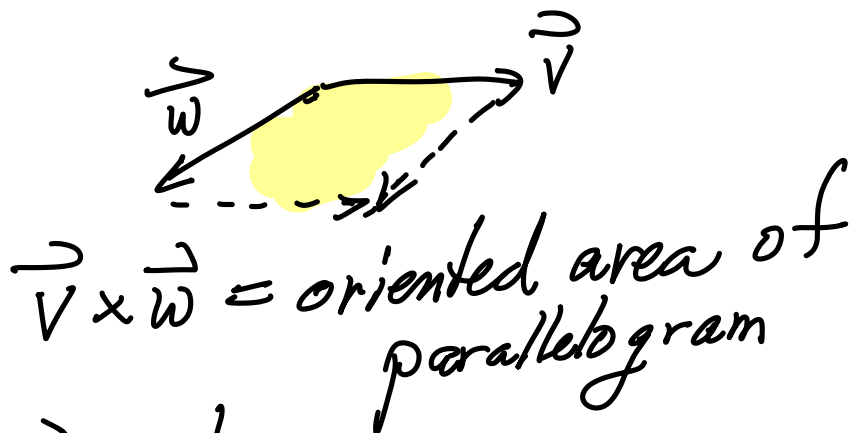 w⃗ v⃗
v⃗ × w⃗ = oriented area of
parallelogram